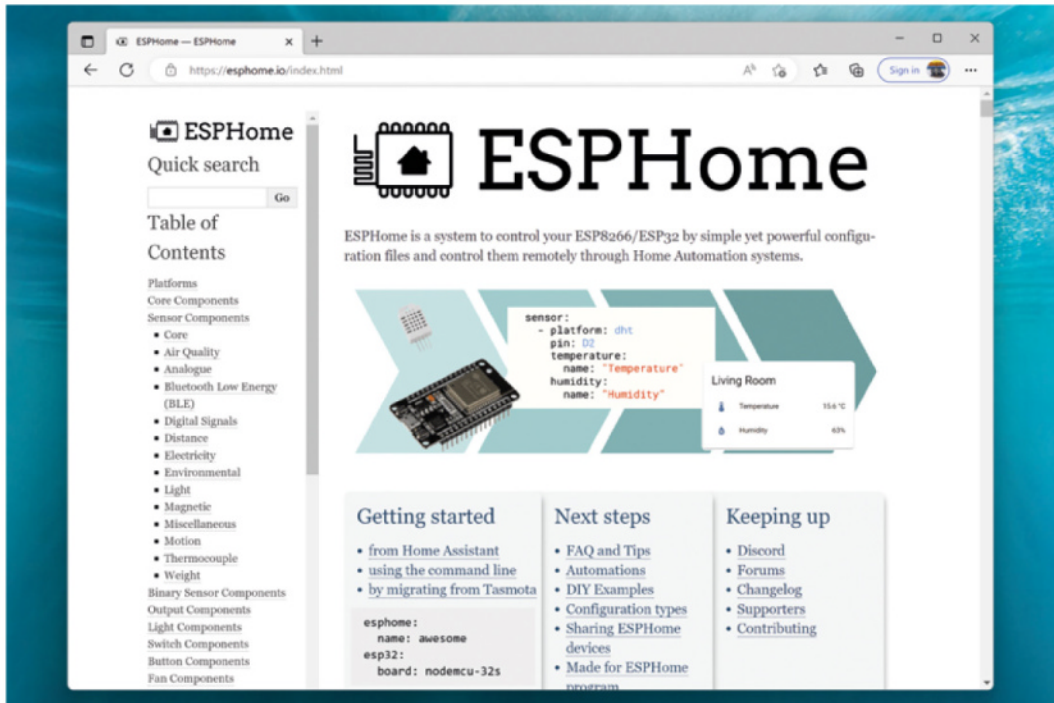 ESPHome — ESPHome
https://esphome.io/index.html
Sign in
ESPHome
Quick search
Go
Table of
Contents
Platforms
Core Components
Sensor Components
Core
Air Quality
Analogue
Bluetooth Low Energy
(BLE)
Digital Signals
Distance
Electricity
Environmental
Light
Magnetic
Miscellaneous
Motion
Thermocouple
Weight
Binary Sensor Components
Output Components
Light Components
Switch Components
Button Components
Fan Components
ESPHome
ESPHome is a system to control your ESP8266/ESP32 by simple yet powerful configu-
ration files and control them remotely through Home Automation systems.
sensor:
- platform: dht
pin: D2
temperature:
name: "Temperature"
humidity:
name: "Humidity"
Living Room
Temperature 15.6 °C
Humidity 63%
Getting started
• from Home Assistant
• using the command line
• by migrating from Tasmota
esphome:
name: awesome
esp32:
board: nodemcu-32s
Next steps
• FAQ and Tips
• Automations
• DIY Examples
• Configuration types
• Sharing ESPHome
devices
• Made for ESPHome
program
Keeping up
• Discord
• Forums
• Changelog
• Supporters
• Contributing